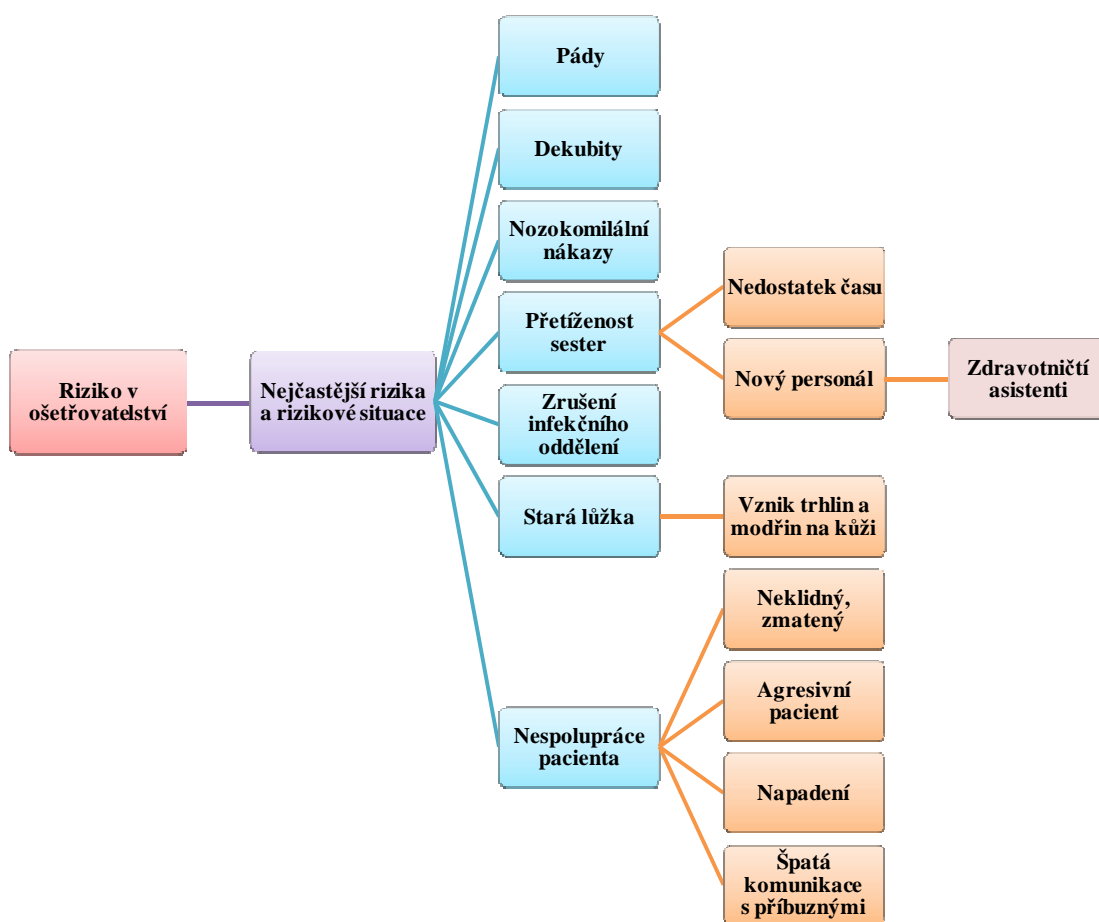 Riziko v
ošetřovatelství
Nejčastější rizika
a rizikové situace
Pády
Dekubity
Nozokomilální
nákazy
Přetíženost
sester
Zrušení
infekčního
oddělení
Stará lůžka
Nespolupráce
pacienta
Nedostatek času
Nový personál
Vznik trhlin a
modřin na kůži
Neklidný,
zmatený
Agresivní
pacient
Napadení
Špatá
komunikace
s příbuznými
Zdravotničtí
asistenti